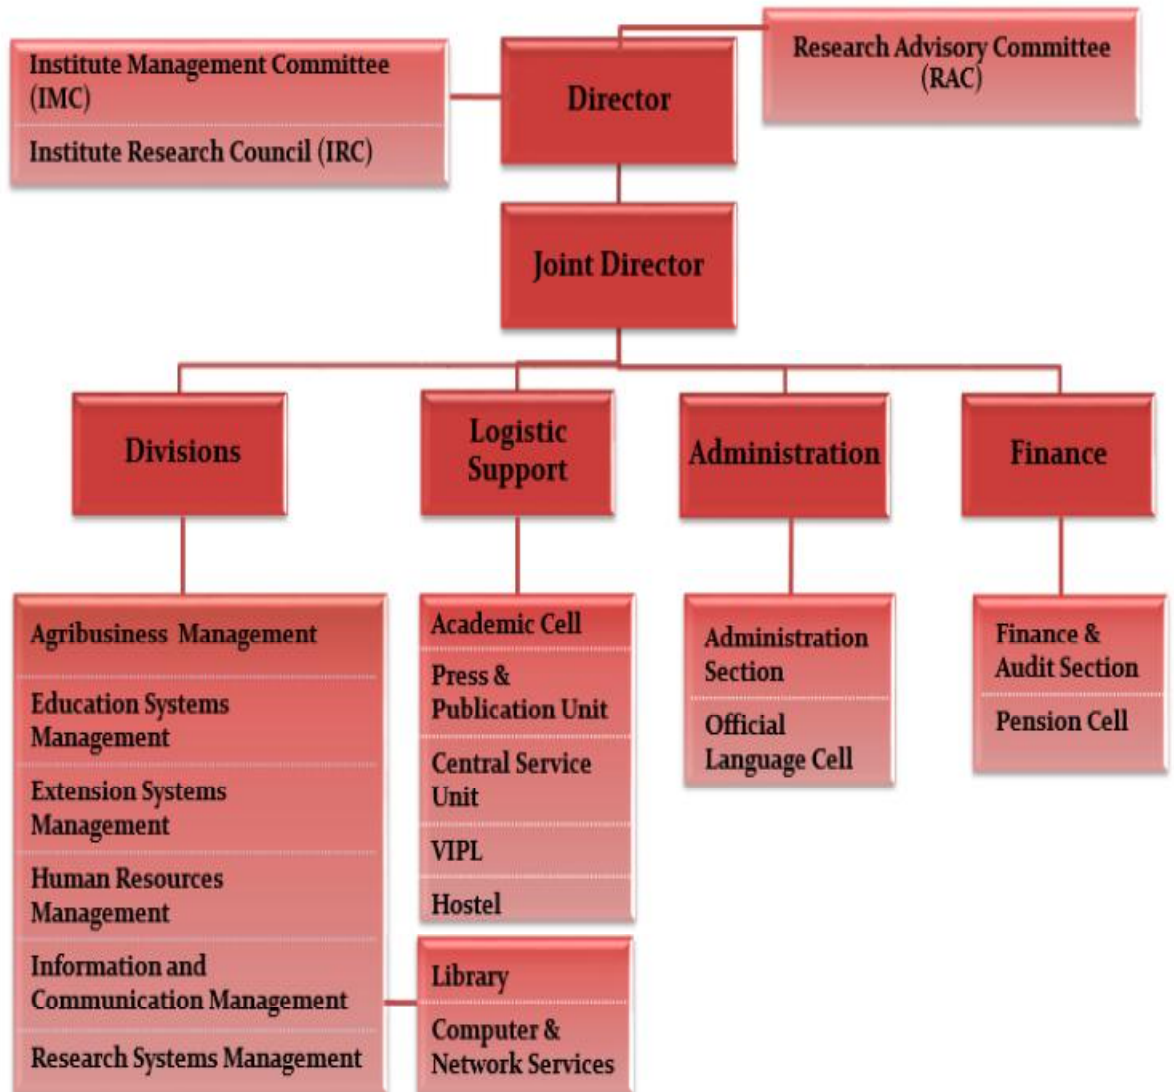 Institute Management Committee
(IMC)
Institute Research Council (IRC)
Director
Research Advisory Committee
(RAC)
Joint Director
Divisions
Logistic
Support
Administration
Finance
Agribusiness Management
Education Systems
Management
Extension Systems
Management
Human Resources
Management
Information and
Communication Management
Research Systems Management
Academic Cell
Press &
Publication Unit
Central Service
Unit
VIPL
Hostel
Library
Computer &
Network Services
Administration
Section
Official
Language Cell
Finance &
Audit Section
Pension Cell